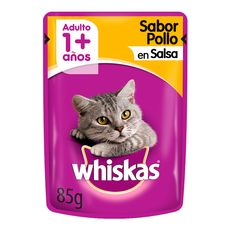 Adulto
1+
años
Sabor
Pollo
en Salsa
whiskas
85g